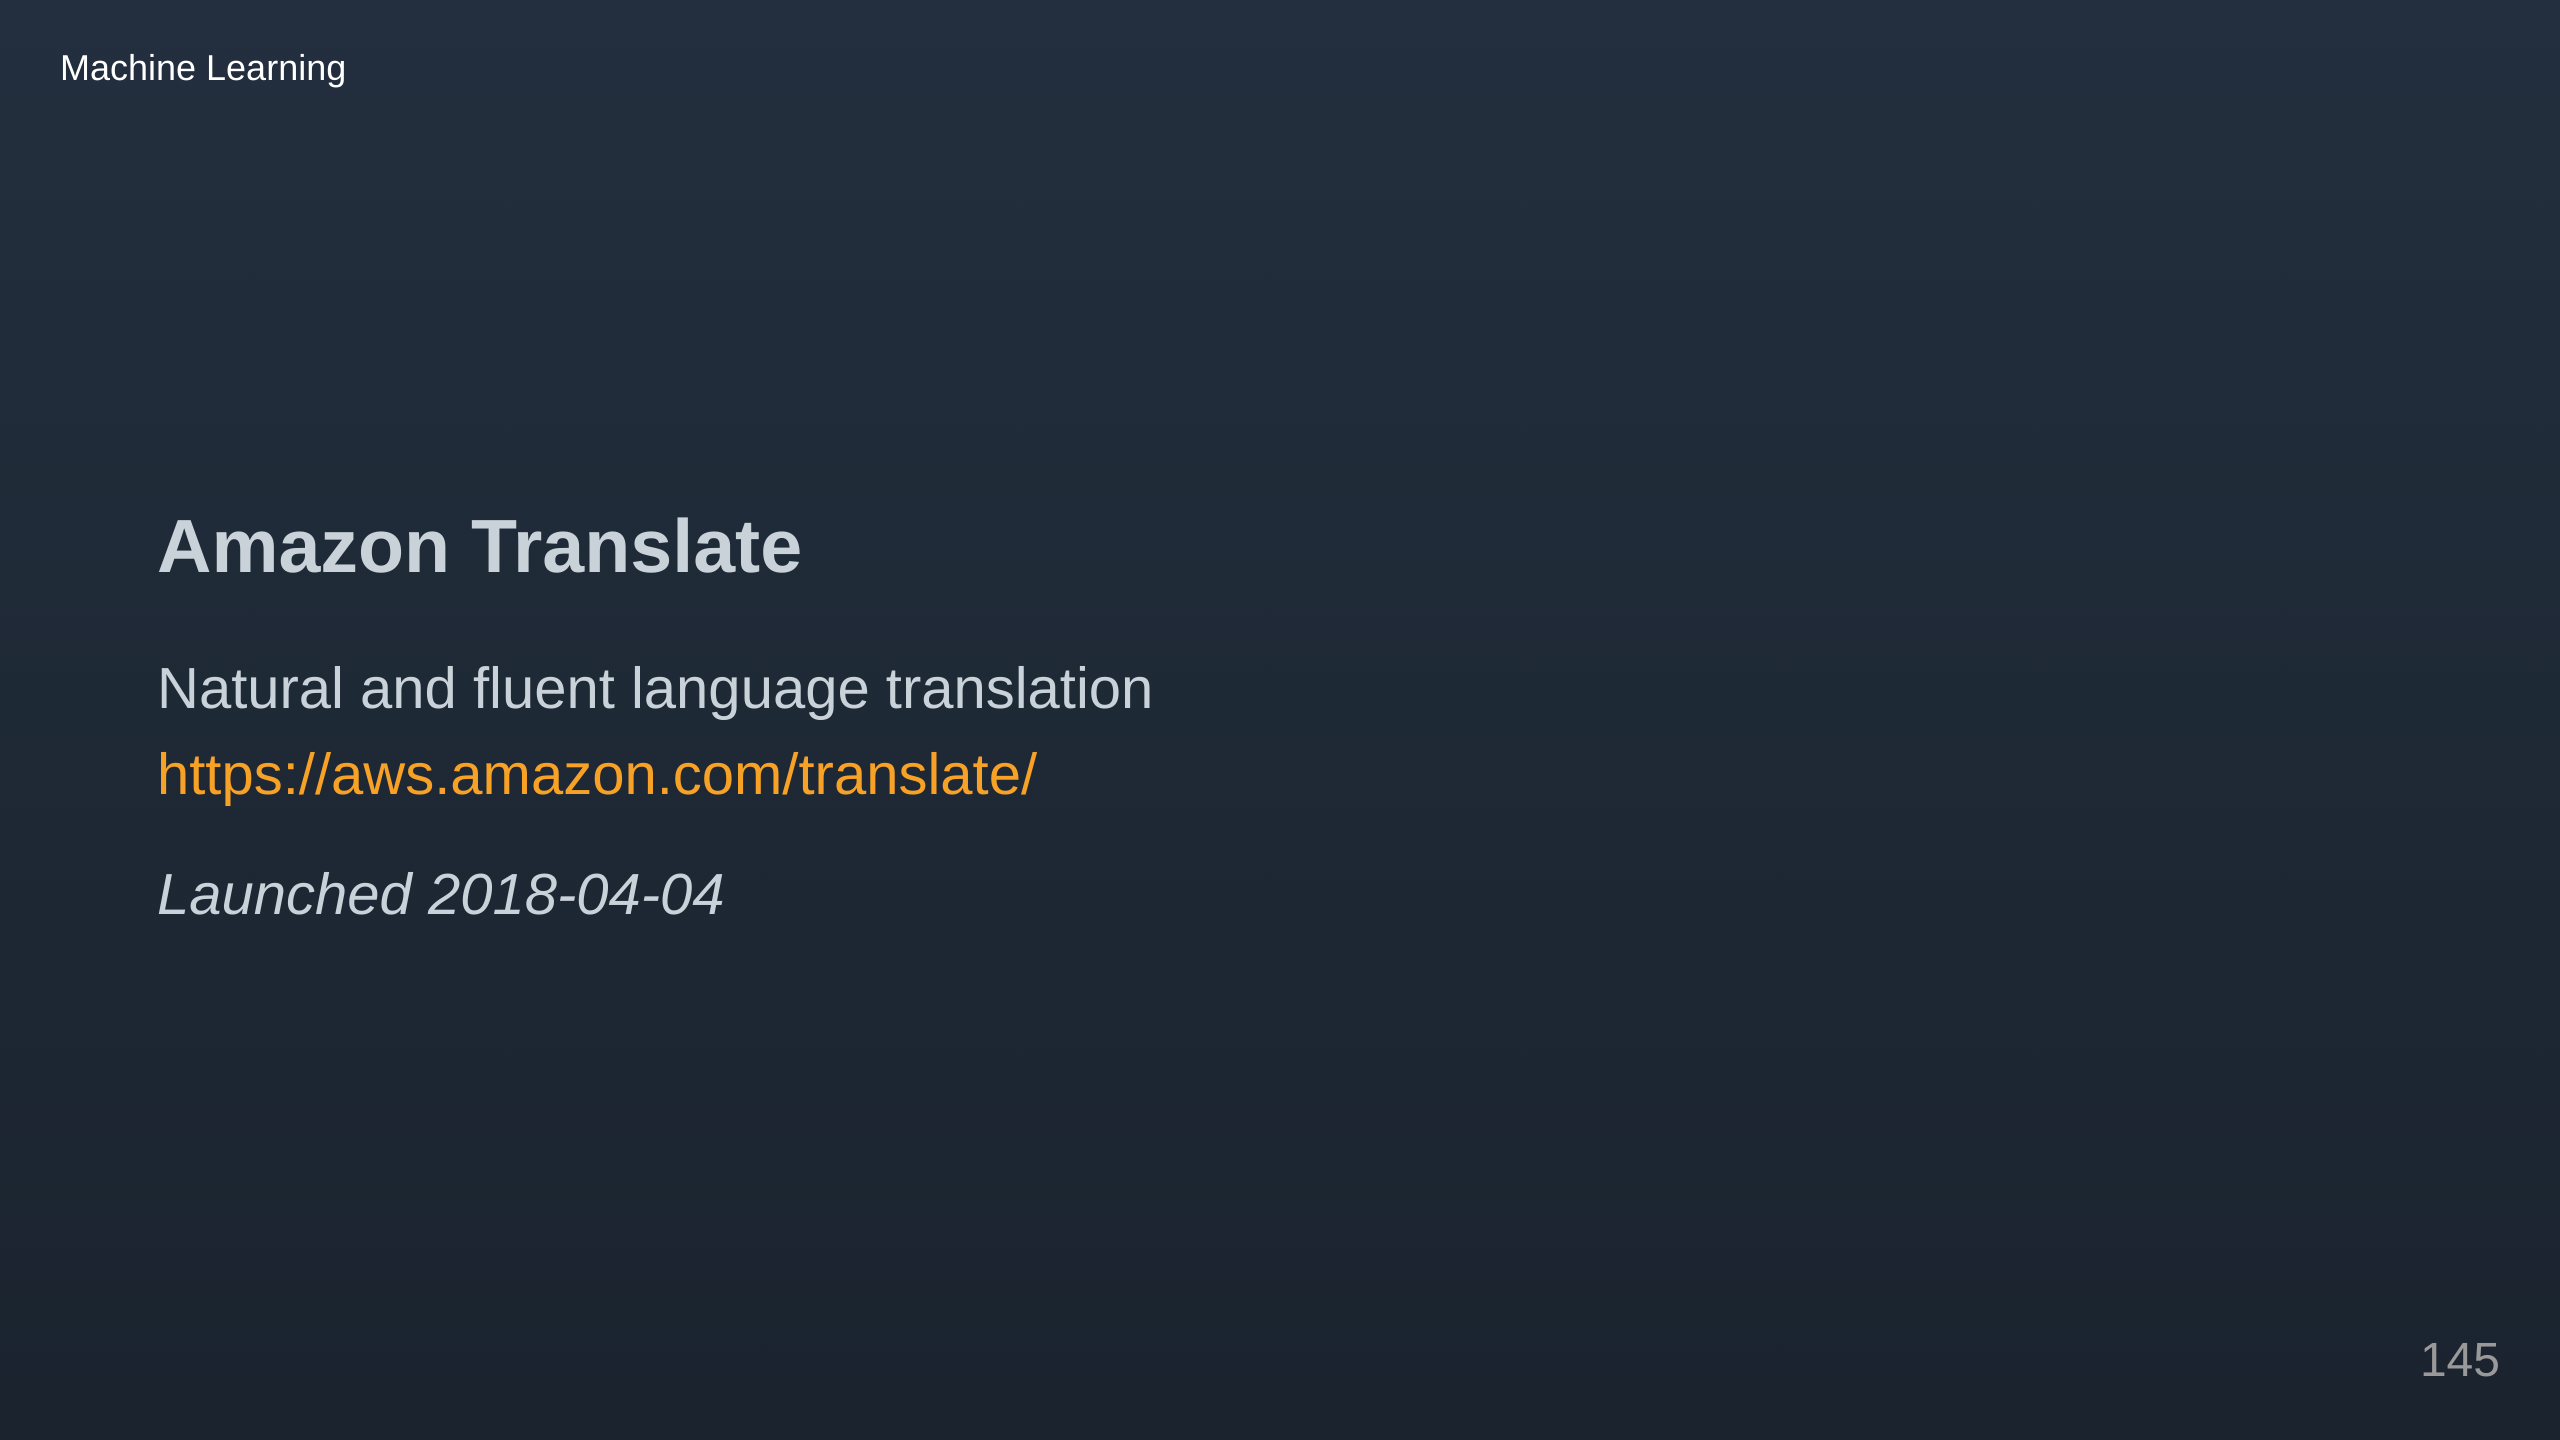 Machine Learning
Amazon Translate
Natural and fluent language translation
https://aws.amazon.com/translate/
Launched 2018-04-04
145